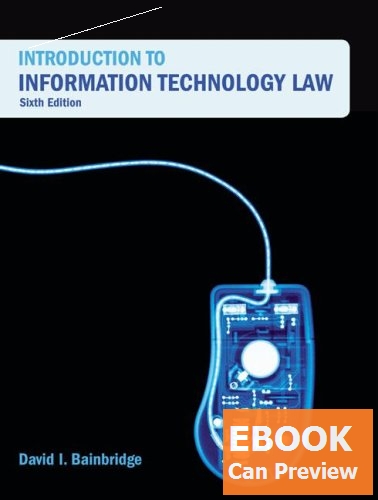 INTRODUCTION TO
INFORMATION TECHNOLOGY LAW
Sixth Edition
David I. Bainbridge
EBOOK
Can Preview